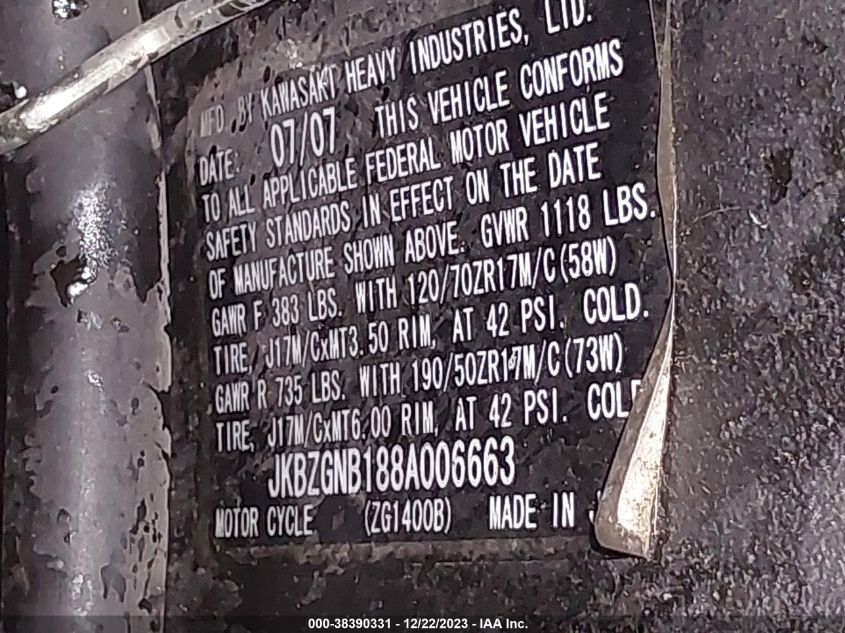 MFD. BY KAWASAKI HEAVY INDUSTRIES, LTD.
DATE: 07/07 THIS VEHICLE CONFORMS
TO ALL APPLICABLE FEDERAL MOTOR VEHICLE
SAFETY STANDARDS IN EFFECT ON THE DATE
OF MANUFACTURE SHOWN ABOVE. GVWR 1118 LBS.
GAWR F 383 LBS. WITH 120/70ZR17M/C(58W)
TIRE, J17M/CxMT3.50 RIM, AT 42 PSI. COLD.
GAWR R 735 LBS. WITH 190/50ZR17M/C(73W)
TIRE, J17M/CxMT6.00 RIM, AT 42 PSI. COL
JKBZGNB188A006663
MOTOR CYCLE (ZG1400B) MADE IN
000-38390331 - 12/22/2023 - IAA Inc.